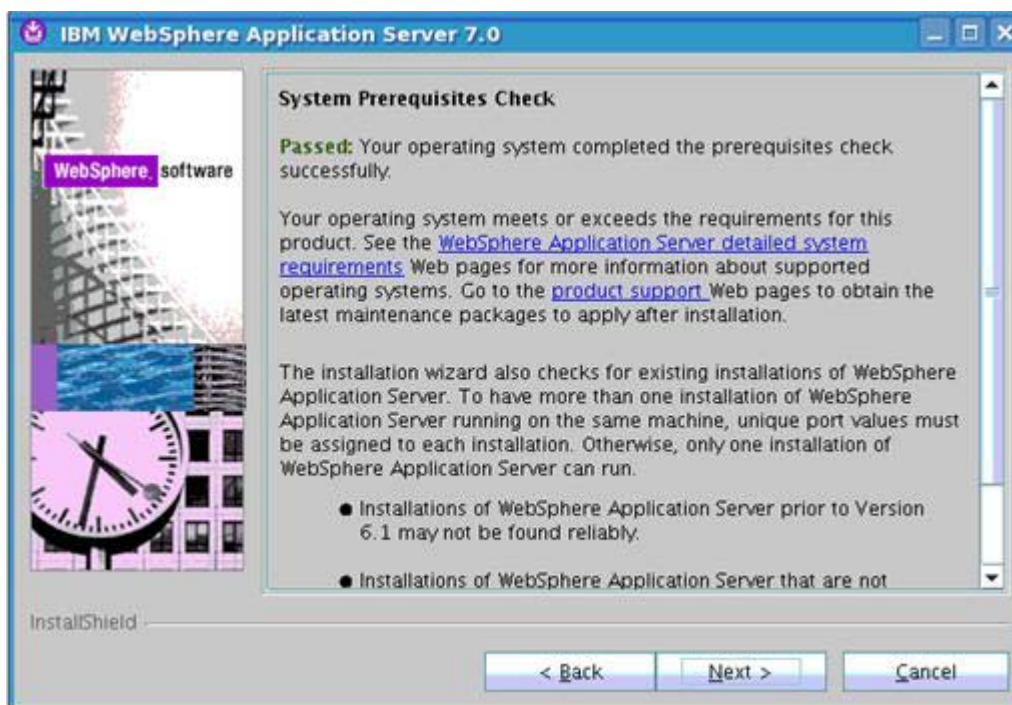 IBM WebSphere Application Server 7.0
WebSphere. software
System Prerequisites Check
Passed: Your operating system completed the prerequisites check
successfully.
Your operating system meets or exceeds the requirements for this
product. See the WebSphere Application Server detailed system
requirements Web pages for more information about supported
operating systems. Go to the product support Web pages to obtain the
latest maintenance packages to apply after installation.
The installation wizard also checks for existing installations of WebSphere
Application Server. To have more than one installation of WebSphere
Application Server running on the same machine, unique port values must
be assigned to each installation. Otherwise, only one installation of
WebSphere Application Server can run.
● Installations of WebSphere Application Server prior to Version
6.1 may not be found reliably.
● Installations of WebSphere Application Server that are not
InstallShield
< Back
Next >
Cancel